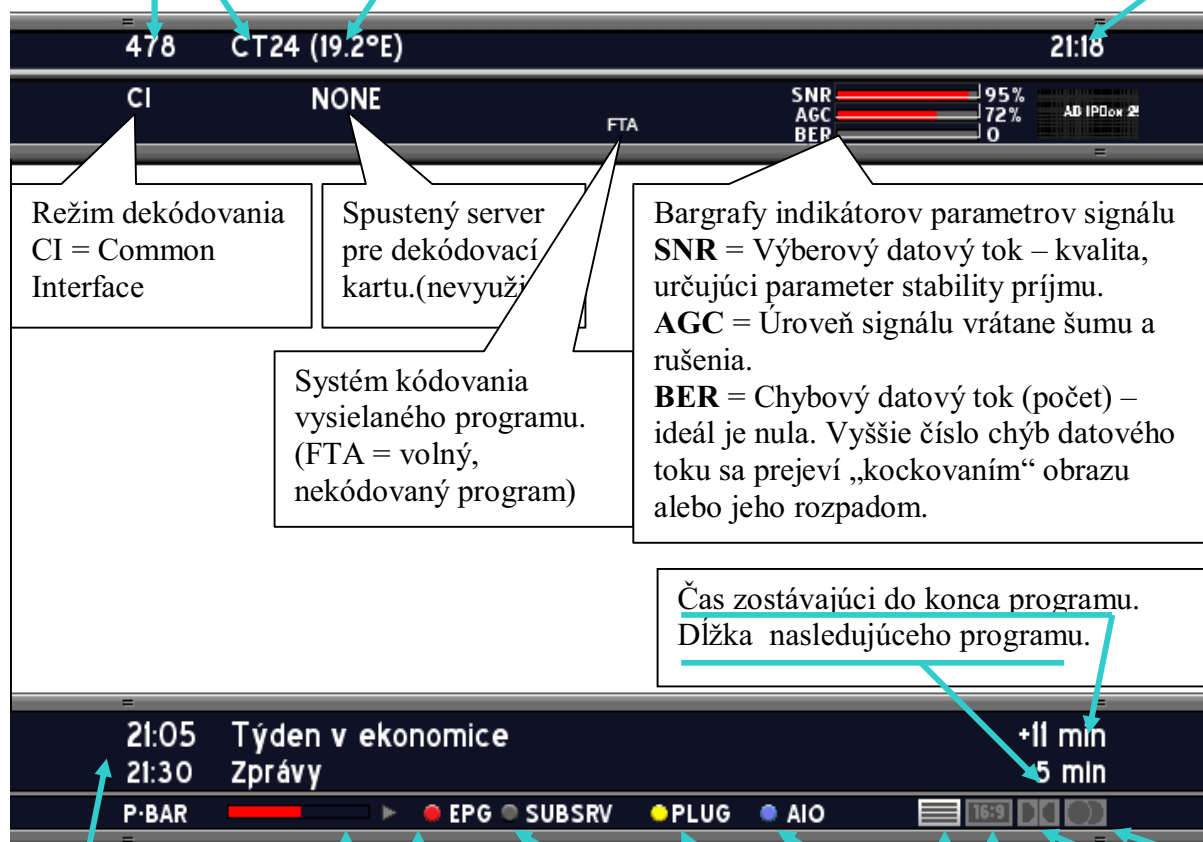 478 CT24 (19.2°E) 21:18
CI NONE
FTA
SNR 95%
AGC 72%
BER 0
Režim dekódovania
CI = Common
Interface
Spustený server
pre dekódovací
kartu.(nevyuži
Systém kódovania
vysielaného programu.
(FTA = volný,
nekódovaný program)
Bargrafy indikátorov parametrov signálu
SNR = Výberový datový tok – kvalita,
určujúci parameter stability príjmu.
AGC = Úroveň signálu vrátane šumu a
rušenia.
BER = Chybový datový tok (počet) –
ideál je nula. Vyššie číslo chýb datového
toku sa prejeví „kockovaním“ obrazu
alebo jeho rozpadom.
Čas zostávajúci do konca programu.
Dĺžka nasledujúceho programu.
21:05 Týden v ekonomice +11 min
21:30 Zprávy 5 min
P·BAR EPG SUBSRV PLUG AIO 16:9